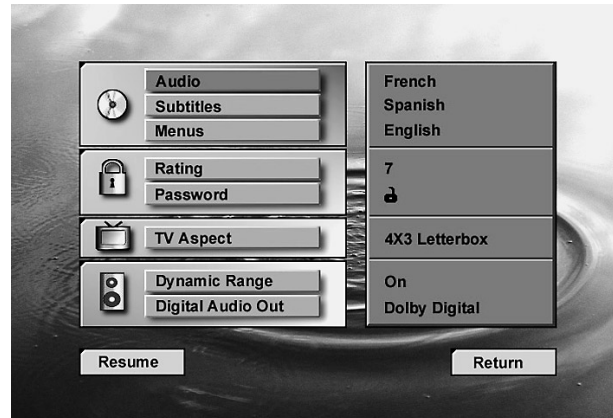 Audio French
Subtitles Spanish
Menus English
Rating 7
Password
TV Aspect 4X3 Letterbox
Dynamic Range On
Digital Audio Out Dolby Digital
Resume Return